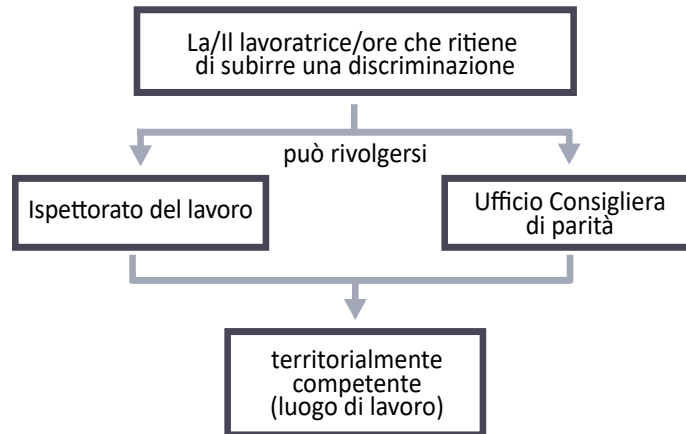 La/Il lavoratrice/ore che ritiene
di subirre una discriminazione
può rivolgersi
Ispettorato del lavoro
Ufficio Consigliera
di parità
territorialmente
competente
(luogo di lavoro)